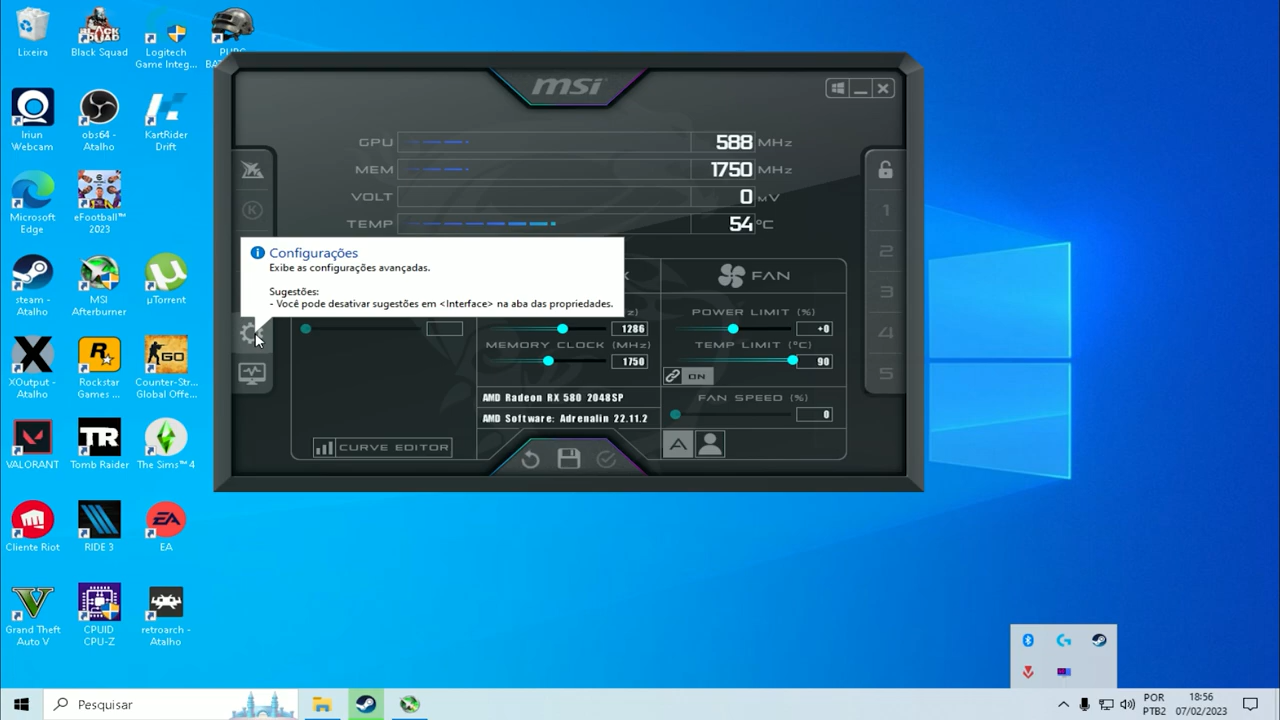 Lixeira
Black Squad
Logitech
Game Integ...
PUBG
BAT
Iriun
Webcam
obs64 -
Atalho
KartRider
Drift
Microsoft
Edge
eFootball™
2023
steam -
Atalho
MSI
Afterburner
µTorrent
XOutput -
Atalho
Rockstar
Games ...
Counter-Str...
Global Offe...
VALORANT
Tomb Raider
The Sims™ 4
Cliente Riot
RIDE 3
EA
Grand Theft
Auto V
CPUID
CPU-Z
retroarch -
Atalho
msi
GPU 588 MHz
MEM 1750 MHz
VOLT 0 mV
TEMP 54 °C
K
1
2
3
4
5
Configurações
Exibe as configurações avançadas.
Sugestões:
- Você pode desativar sugestões em <Interface> na aba das propriedades.
1286
MEMORY CLOCK (MHz)
1750
AMD Radeon RX 580 2048SP
AMD Software: Adrenalin 22.11.2
CURVE EDITOR
FAN
POWER LIMIT (%)
+0
TEMP LIMIT (°C)
90
ON
FAN SPEED (%)
0
A
Pesquisar
POR
PTB2
18:56
07/02/2023